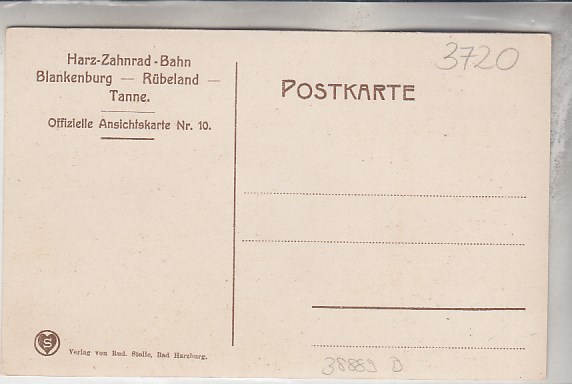 Harz-Zahnrad-Bahn
Blankenburg — Rübeland —
Tanne.
Offizielle Ansichtskarte Nr. 10.
3720
POSTKARTE
S
Verlag von Rud. Stolle, Bad Harzburg.
38889 D